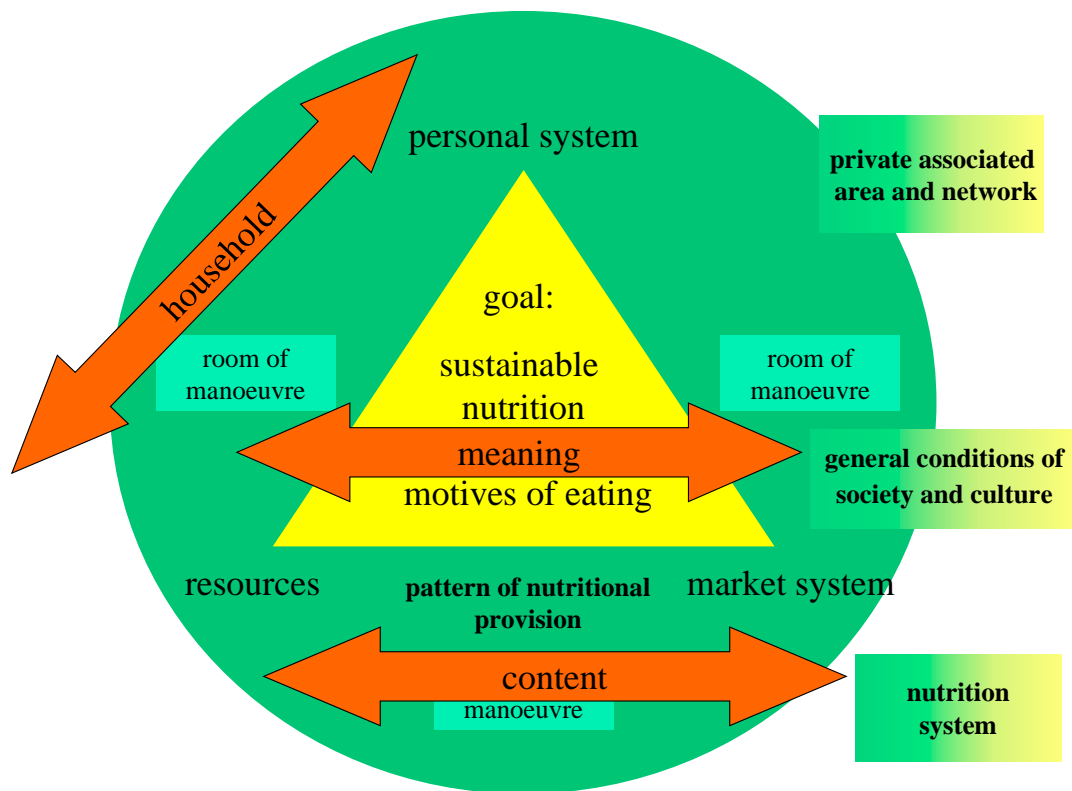 personal system
private associated
area and network
household
goal:
sustainable
nutrition
room of
manoeuvre
room of
manoeuvre
meaning
motives of eating
general conditions of
society and culture
resources
pattern of nutritional
provision
market system
content
manoeuvre
nutrition
system